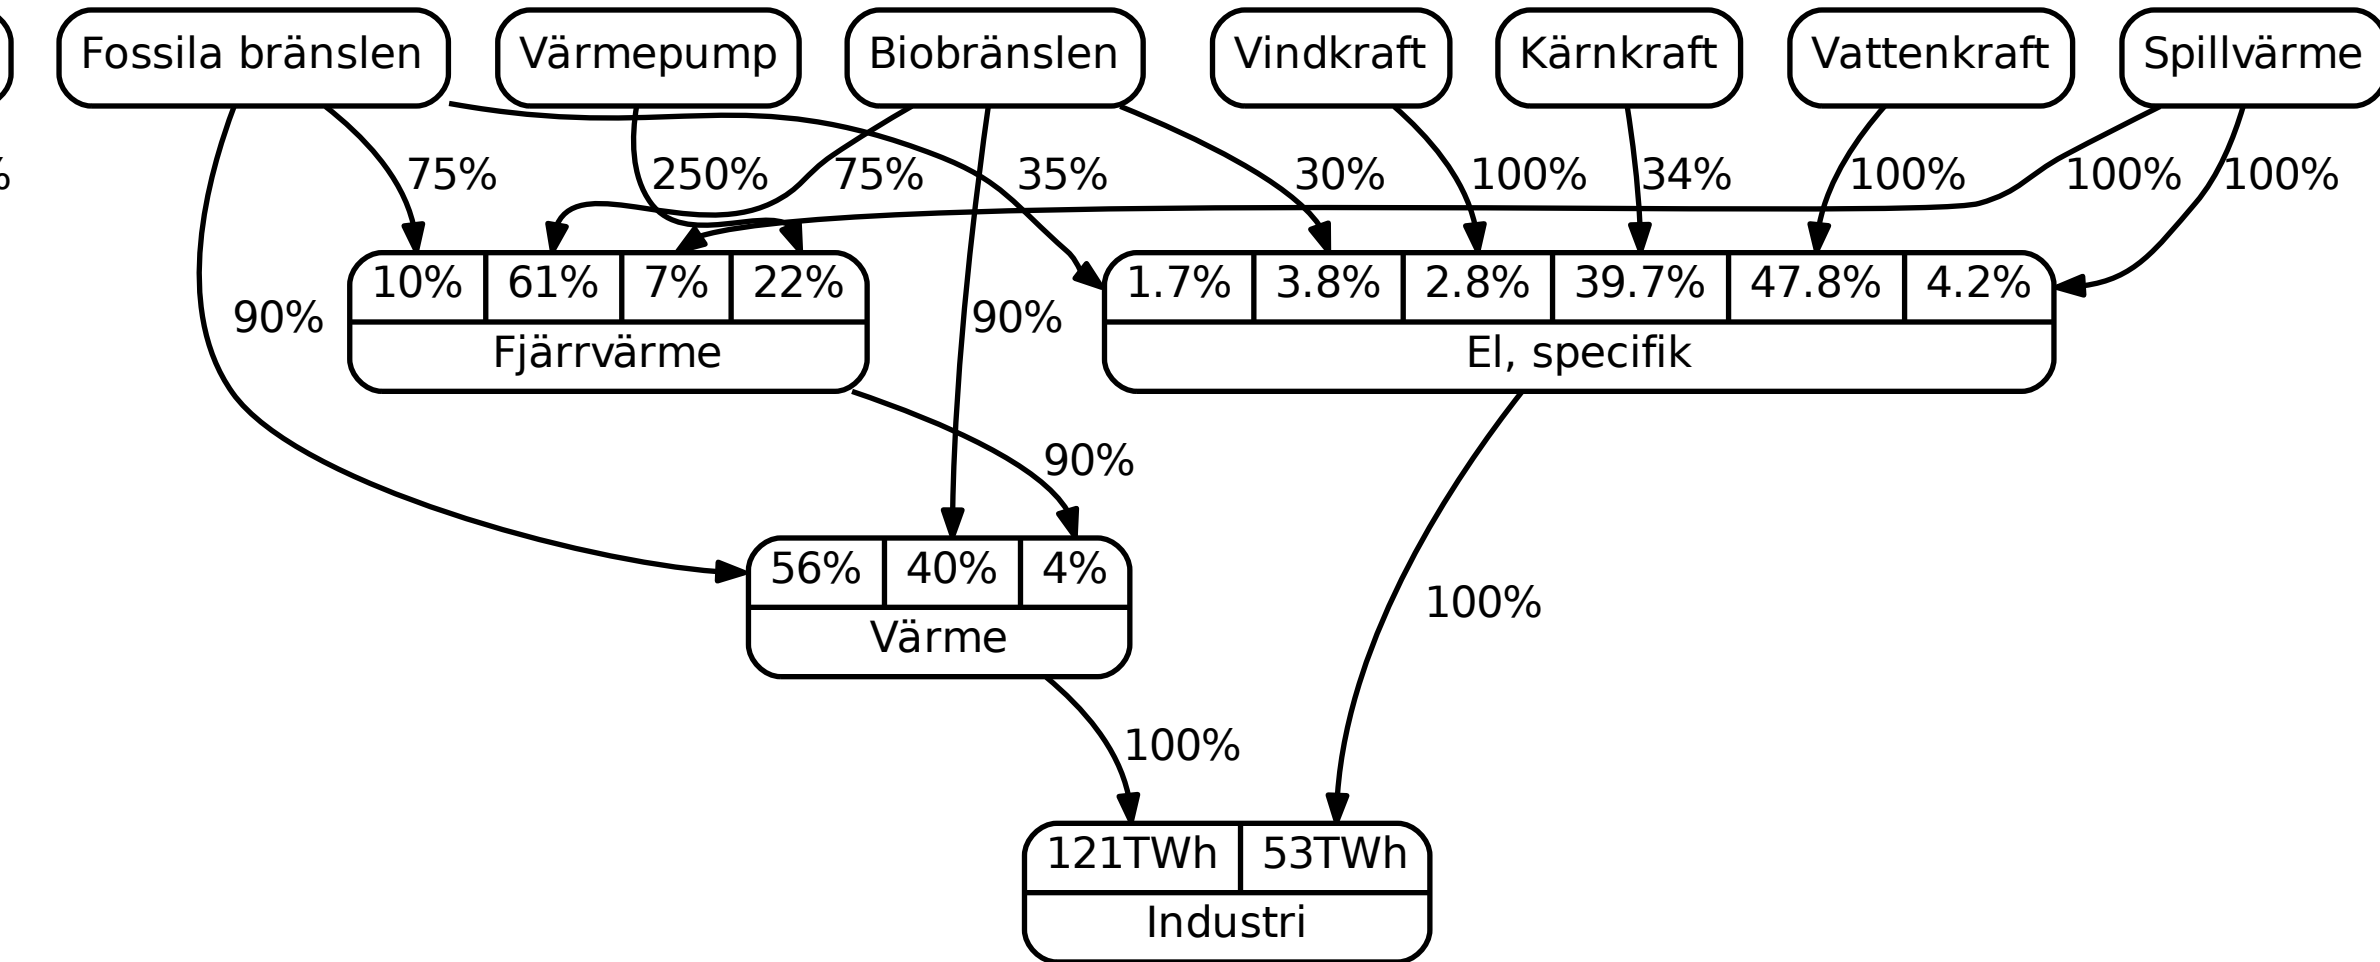 Fossila bränslen Värmepump Biobränslen Vindkraft Kärnkraft Vattenkraft Spillvärme
% 75% 250% 75% 35% 30% 100% 34% 100% 100% 100%
10% 61% 7% 22% 1.7% 3.8% 2.8% 39.7% 47.8% 4.2%
90% 90%
Fjärrvärme El, specifik
90%
56% 40% 4%
100%
Värme
100%
121TWh 53TWh
Industri